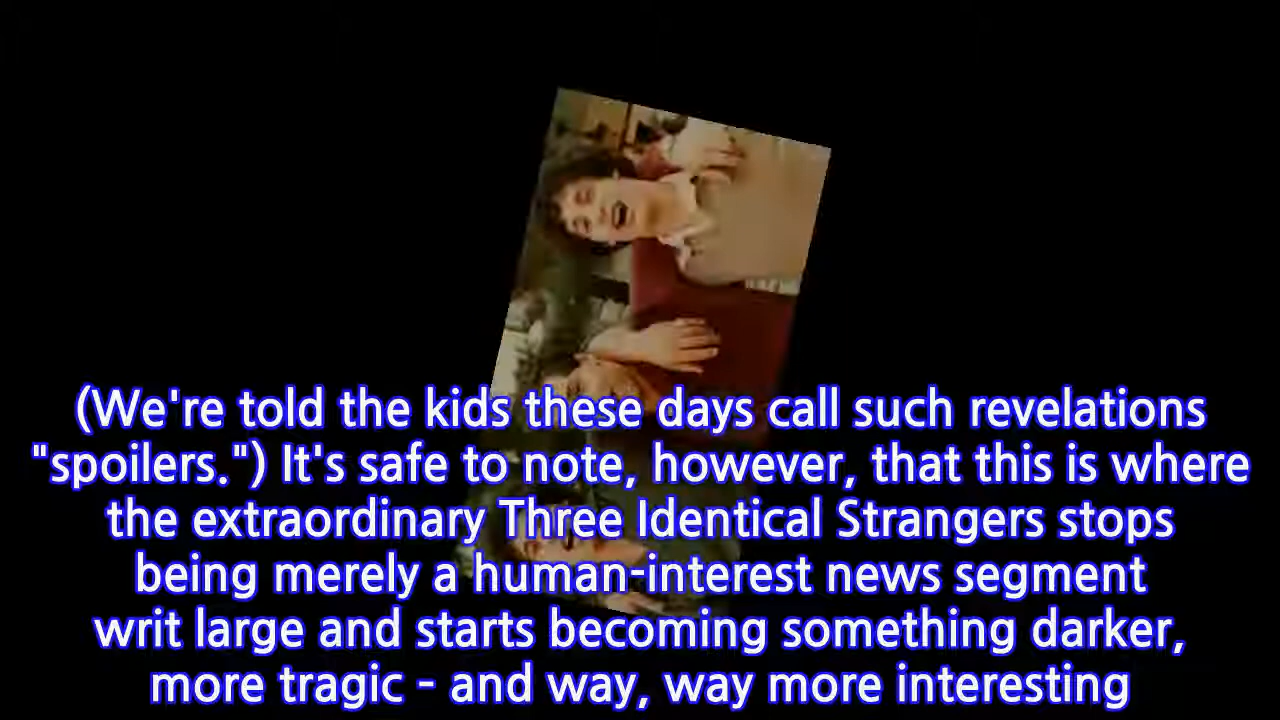 (We're told the kids these days call such revelations
"spoilers.") It's safe to note, however, that this is where
the extraordinary Three Identical Strangers stops
being merely a human-interest news segment
writ large and starts becoming something darker,
more tragic - and way, way more interesting